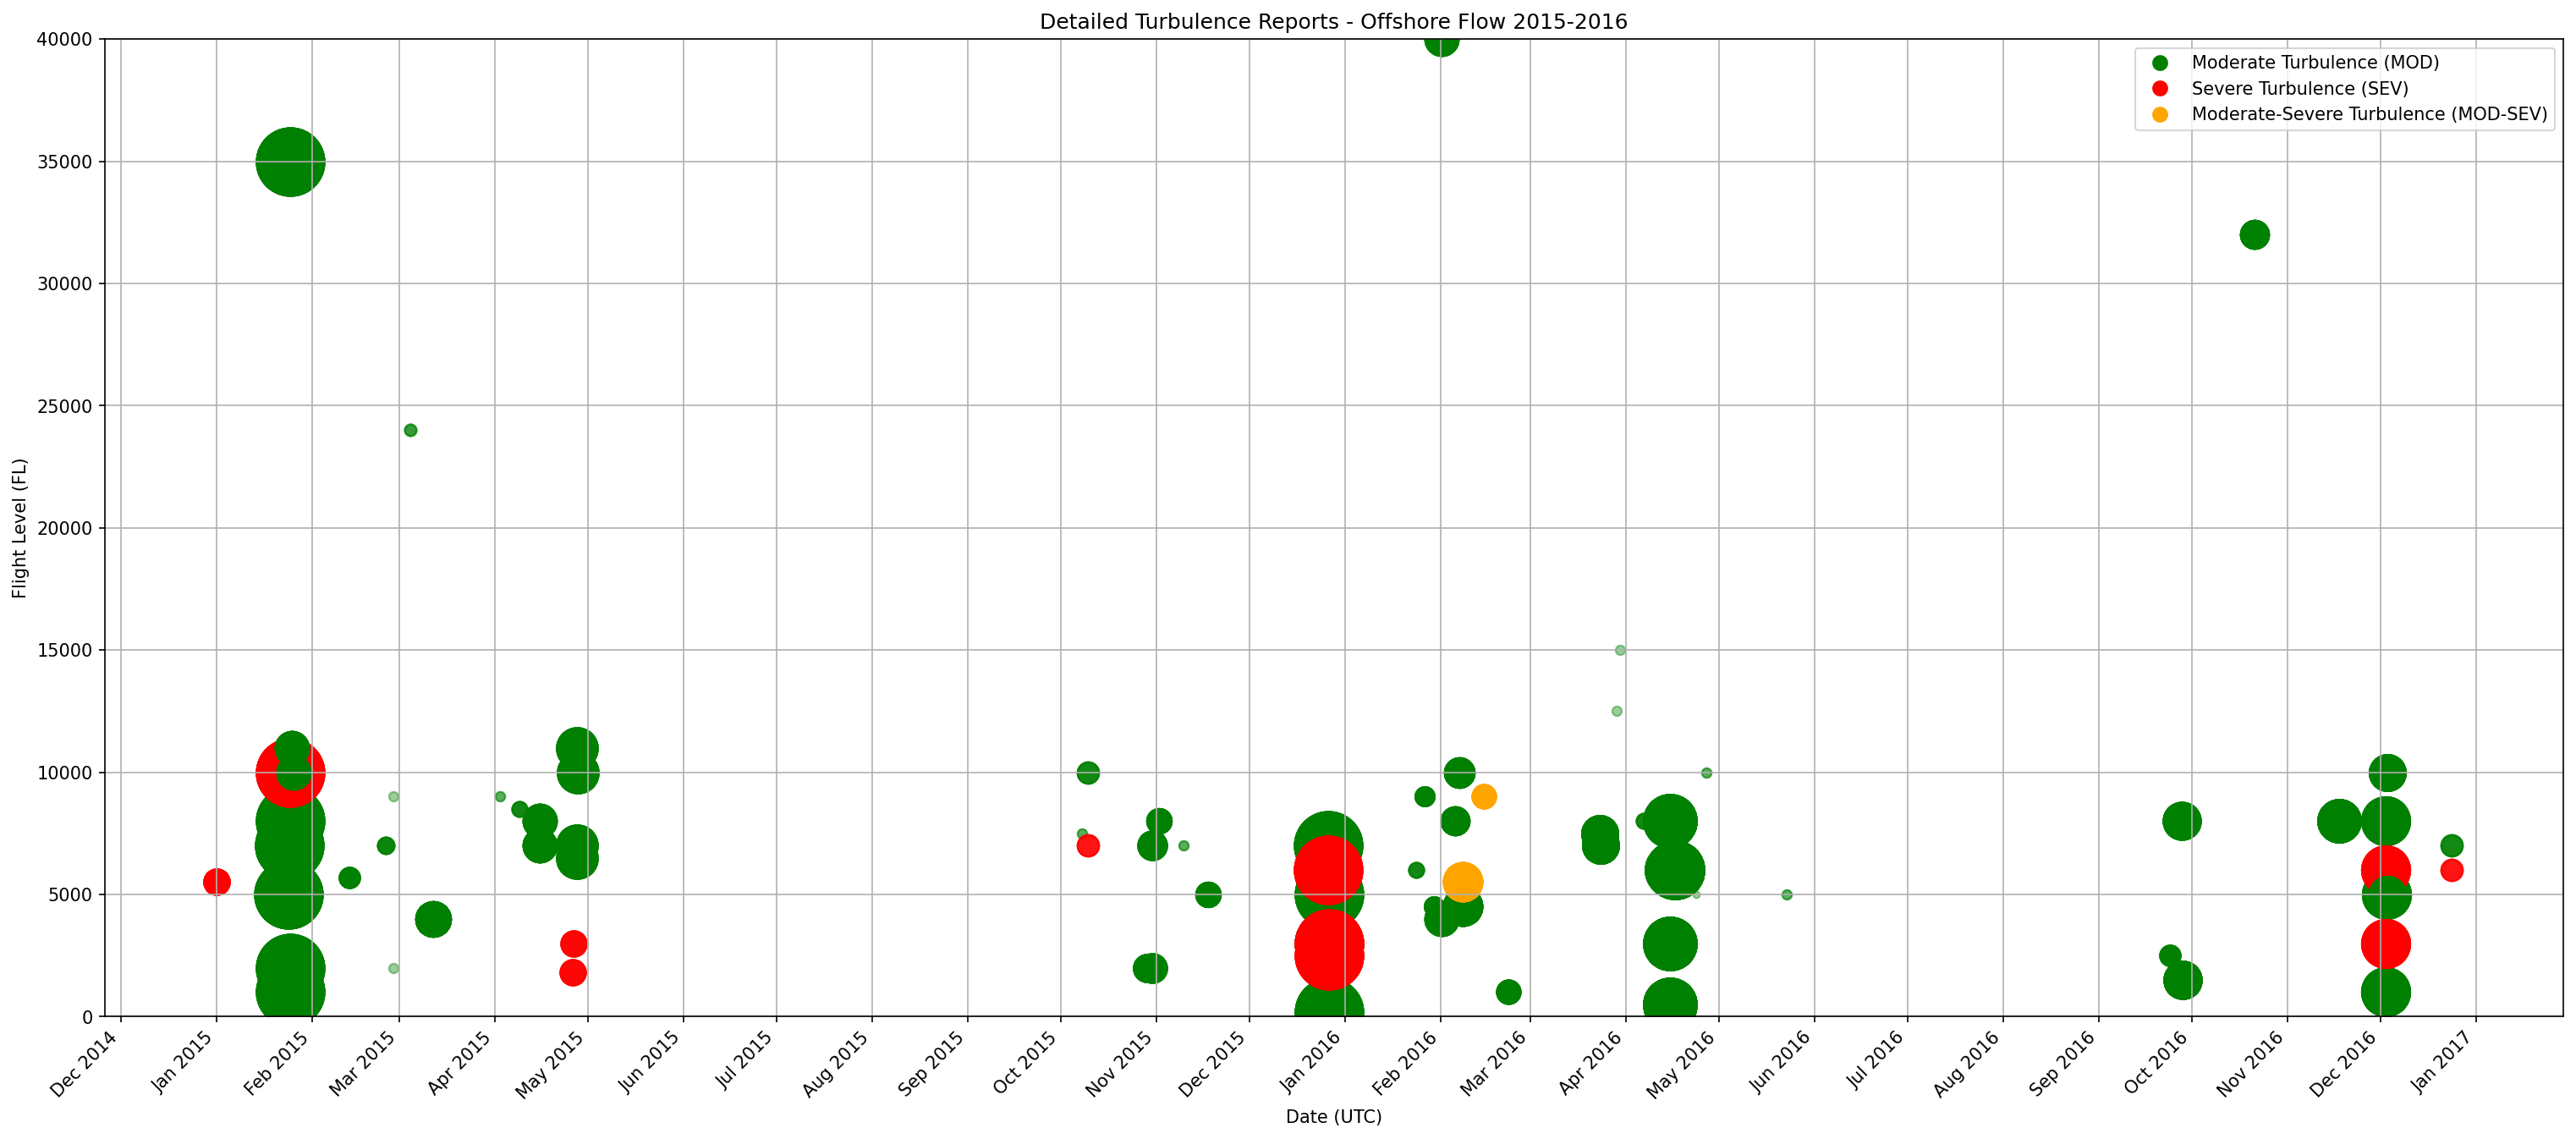 Detailed Turbulence Reports - Offshore Flow 2015-2016
Moderate Turbulence (MOD)
Severe Turbulence (SEV)
Moderate-Severe Turbulence (MOD-SEV)
Flight Level (FL)
40000
35000
30000
25000
20000
15000
10000
5000
0
Dec 2014
Jan 2015
Feb 2015
Mar 2015
Apr 2015
May 2015
Jun 2015
Jul 2015
Aug 2015
Sep 2015
Oct 2015
Nov 2015
Dec 2015
Jan 2016
Feb 2016
Mar 2016
Apr 2016
May 2016
Jun 2016
Jul 2016
Aug 2016
Sep 2016
Oct 2016
Nov 2016
Dec 2016
Jan 2017
Date (UTC)